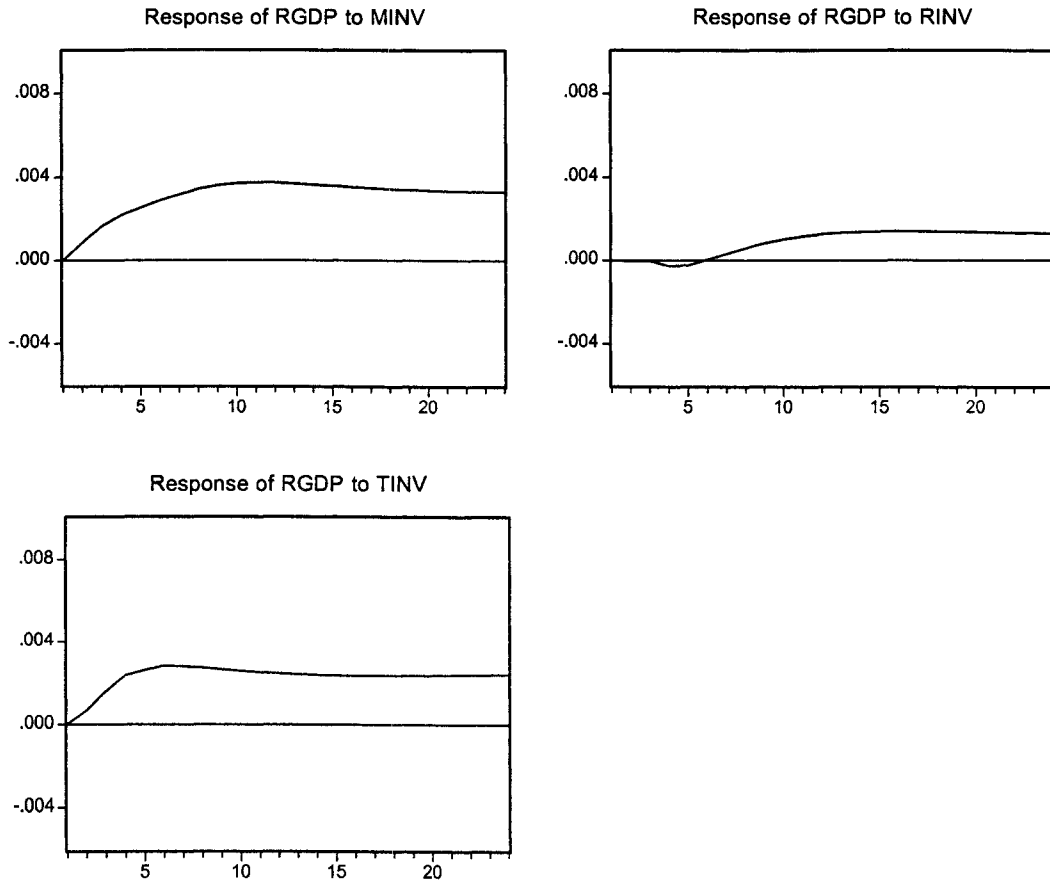 Response of RGDP to MINV
.008
.004
.000
-.004
5 10 15 20
Response of RGDP to RINV
.008
.004
.000
-.004
5 10 15 20
Response of RGDP to TINV
.008
.004
.000
-.004
5 10 15 20